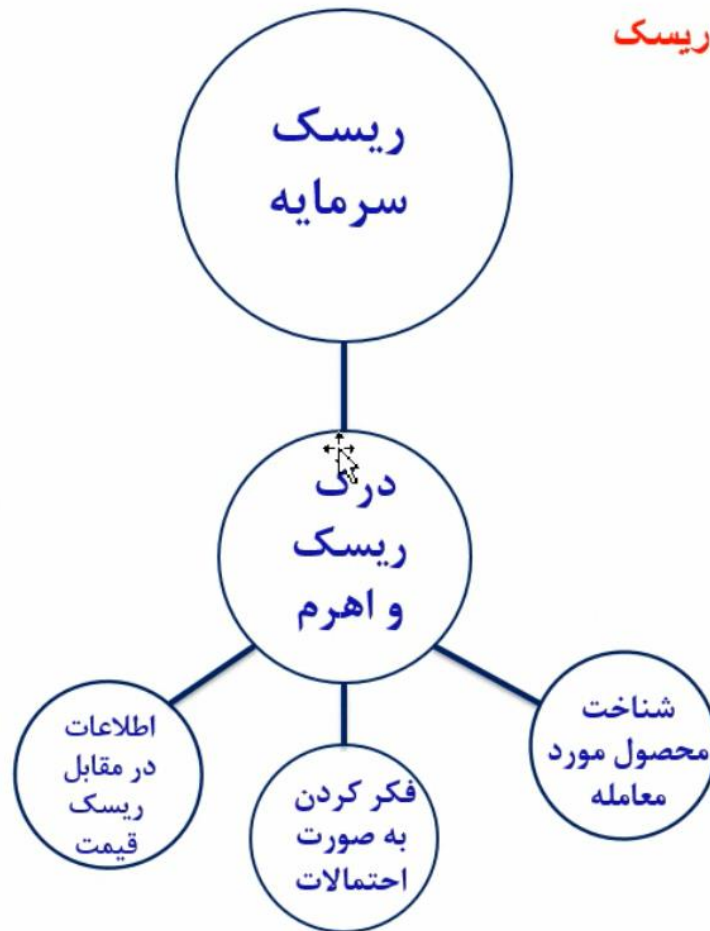 ریسک
ریسک
سرمایه
درک
ریسک
و اهرم
شناخت
محصول مورد
معامله
فکر کردن
به صورت
احتمالات
اطلاعات
در مقابل
ریسک
قیمت